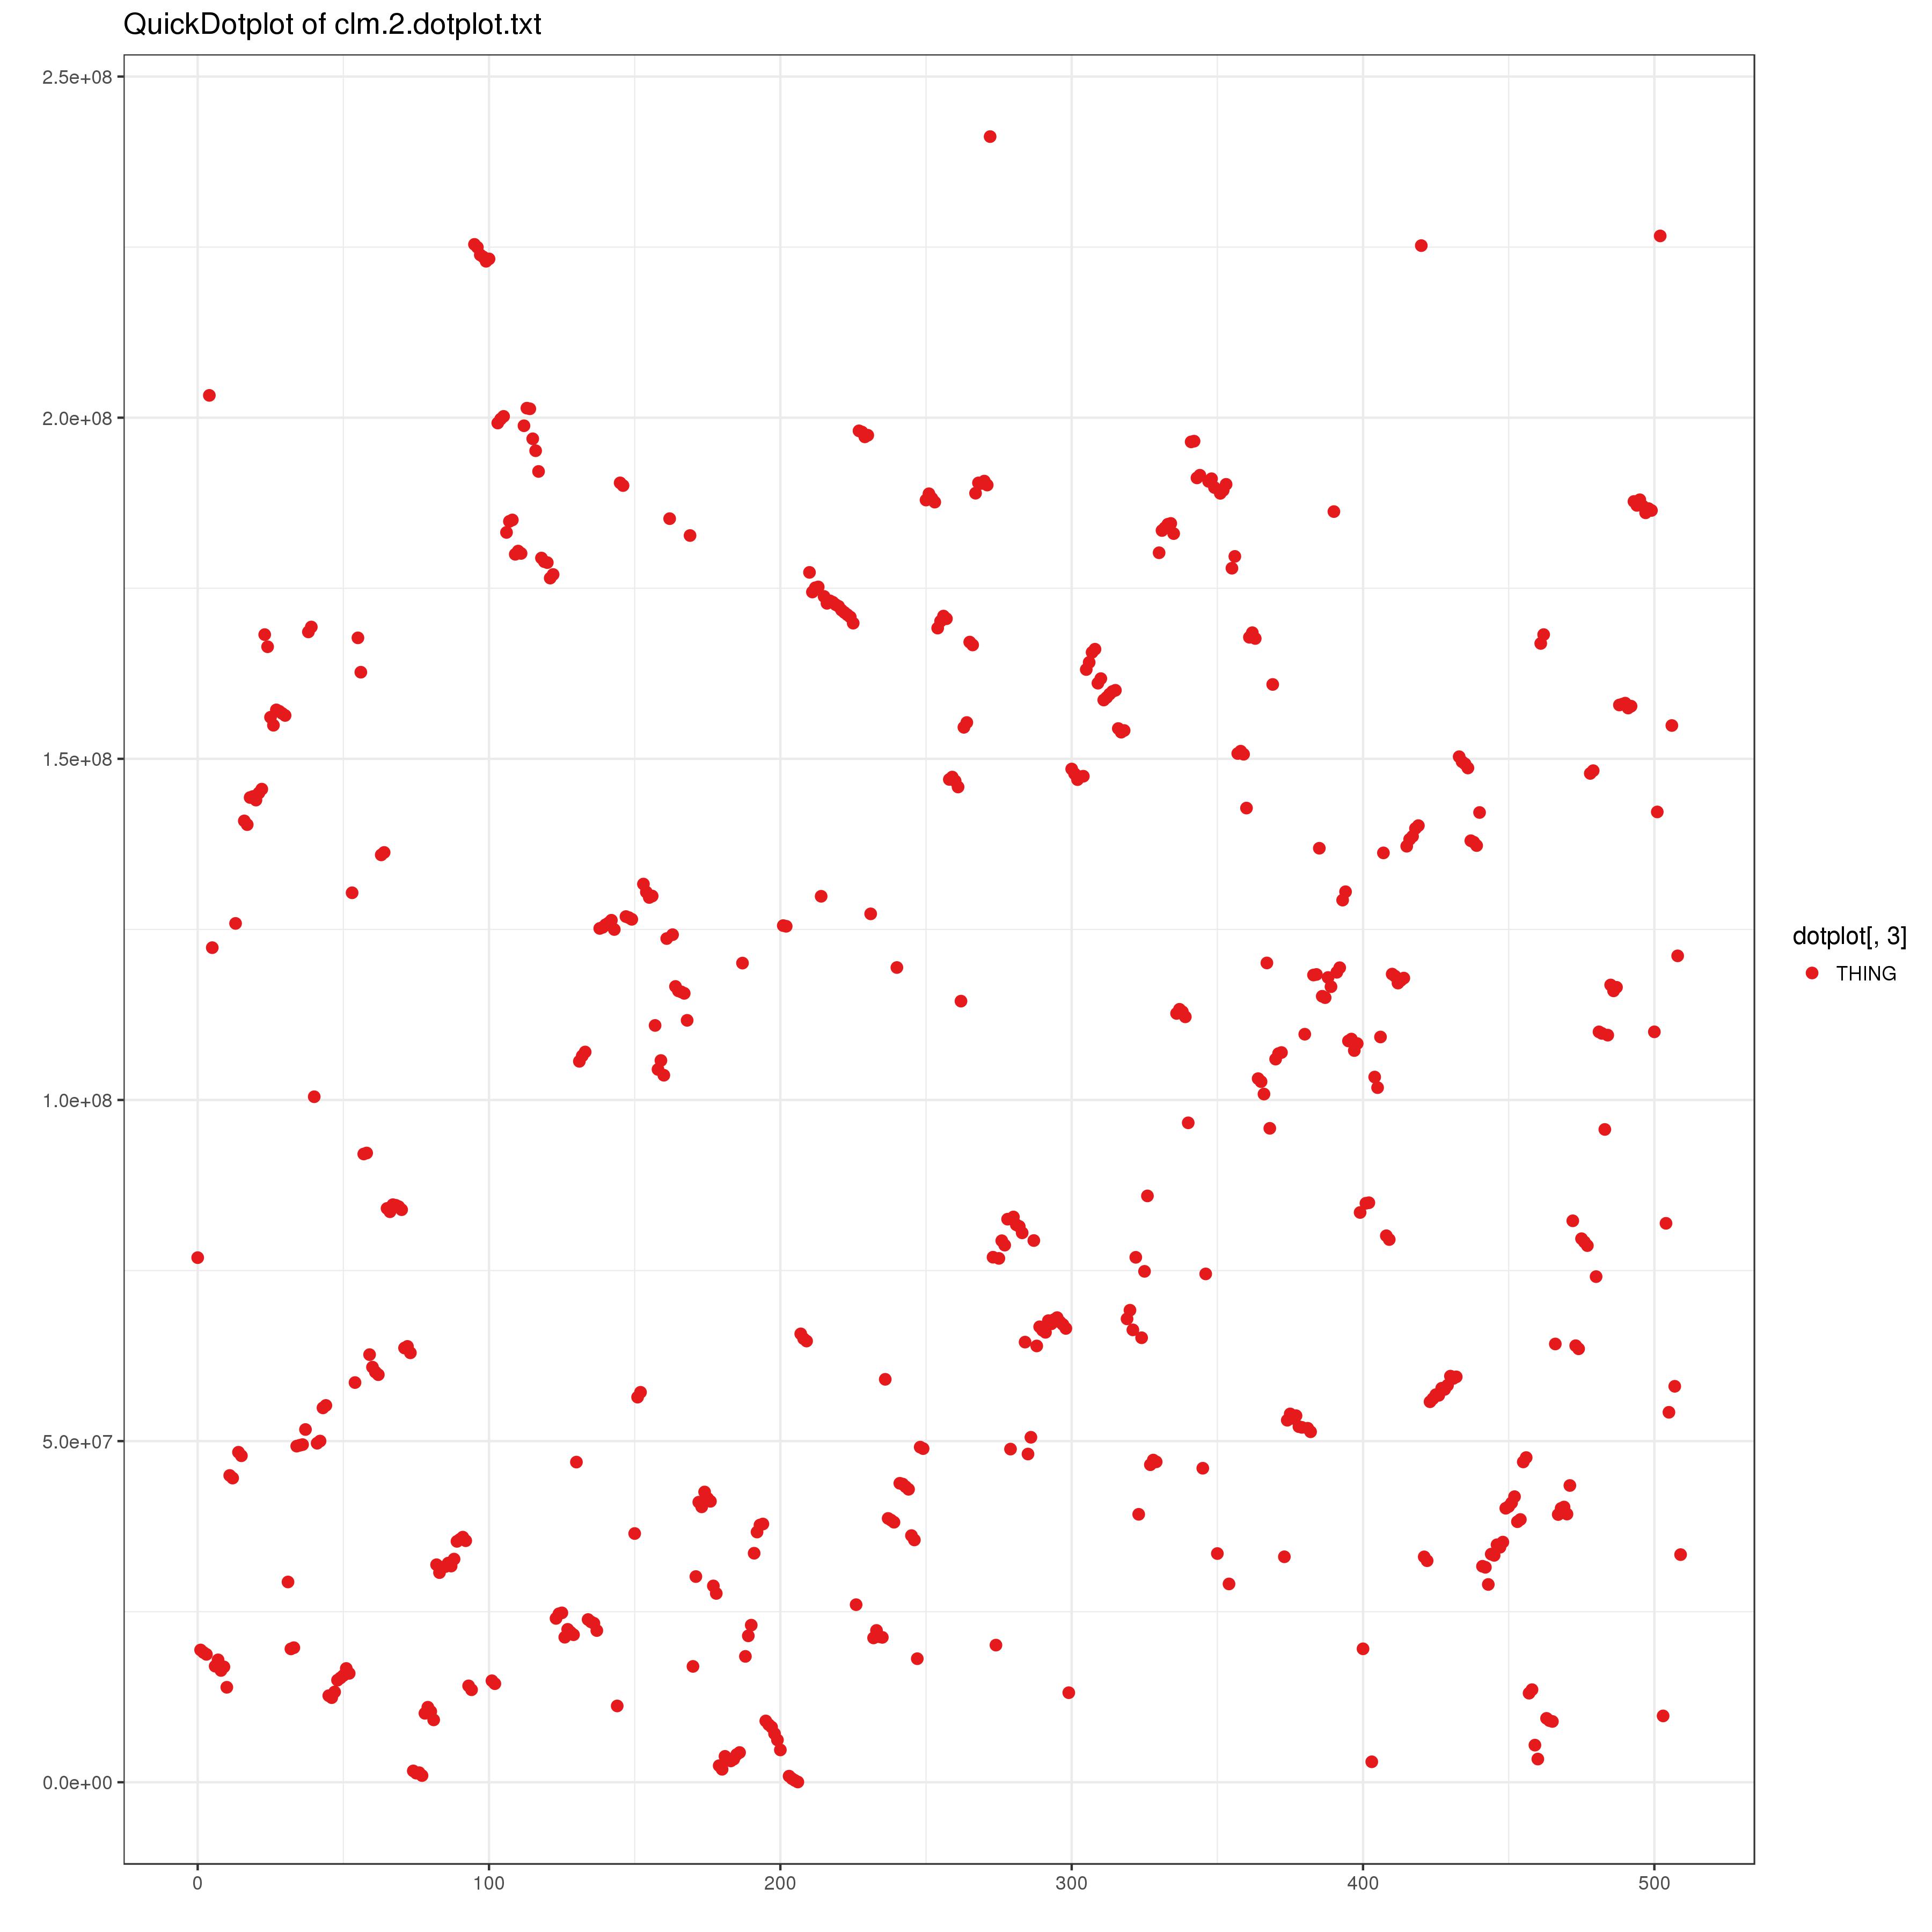 QuickDotplot of clm.2.dotplot.txt
2.5e+08
2.0e+08
1.5e+08
1.0e+08
5.0e+07
0.0e+00
0 100 200 300 400 500
dotplot[, 3]
THING